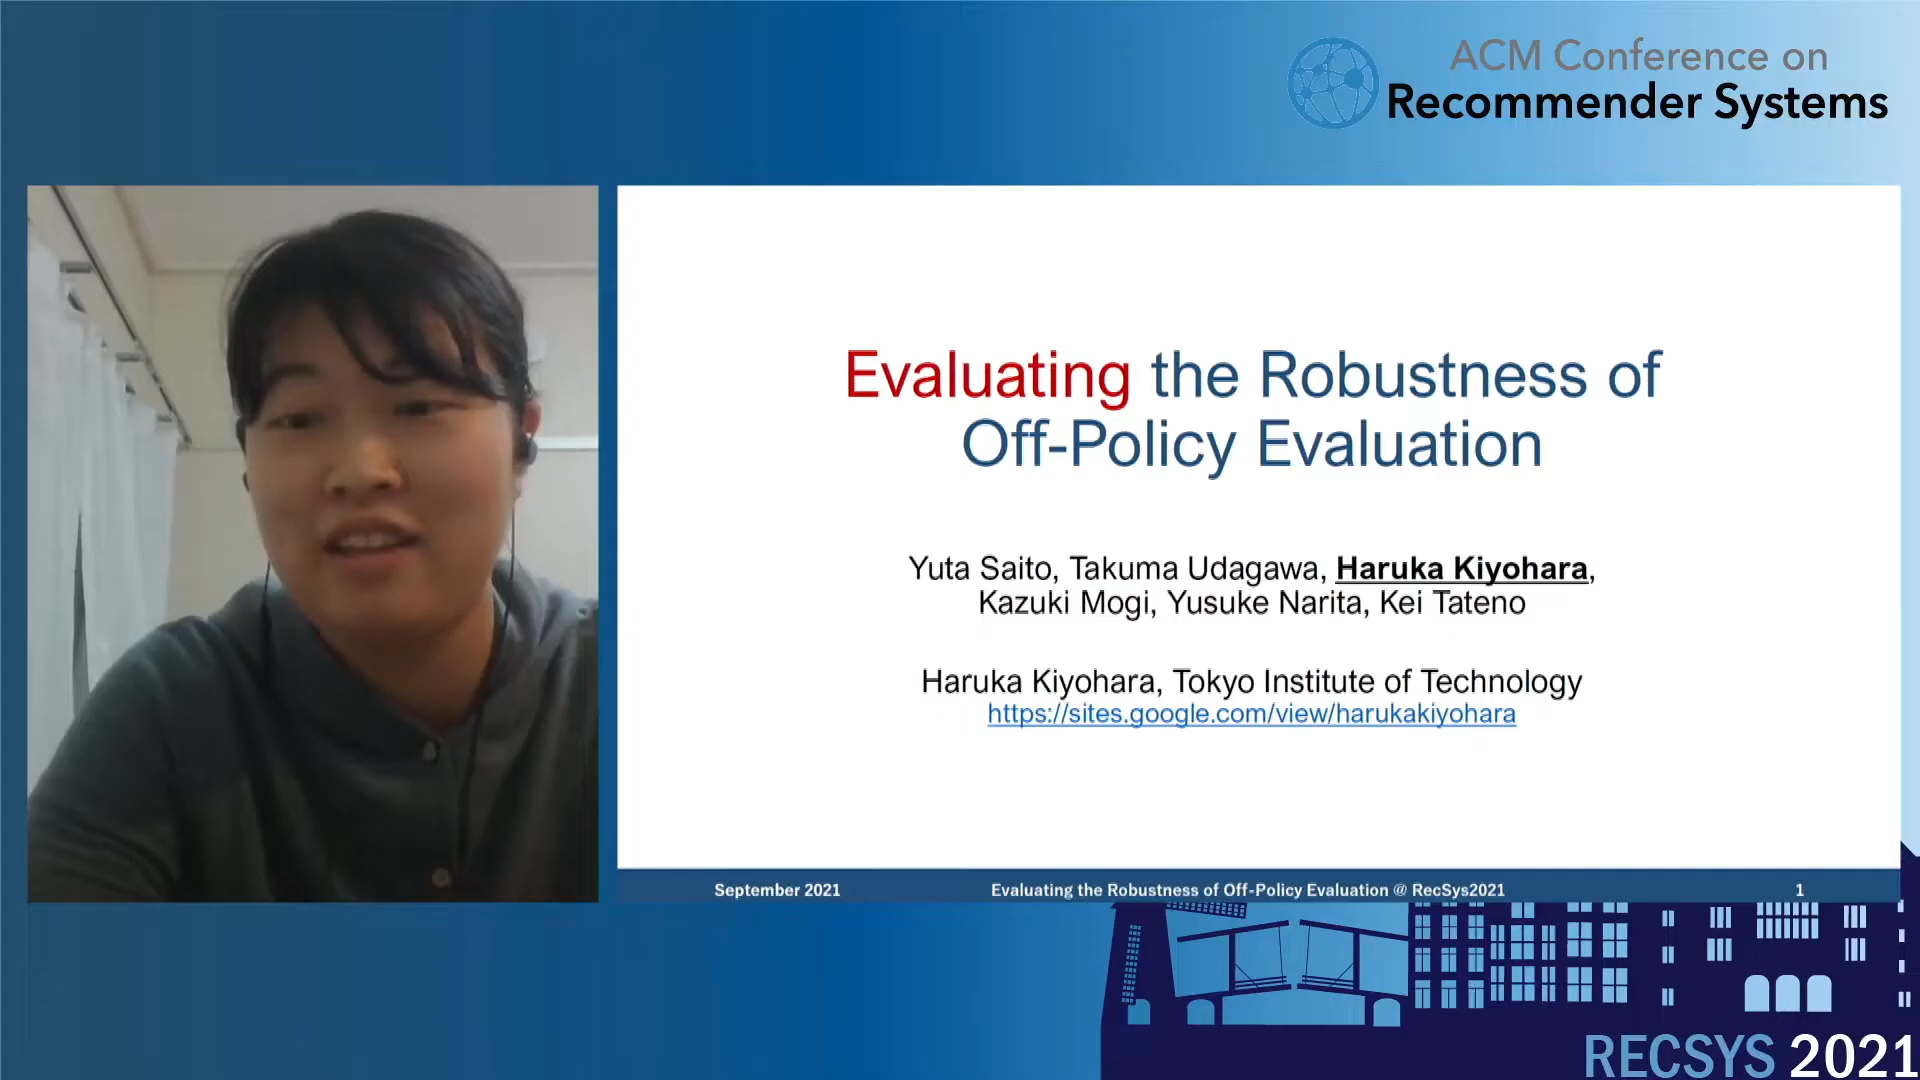 ACM Conference on
Recommender Systems
Evaluating the Robustness of
Off-Policy Evaluation
Yuta Saito, Takuma Udagawa, Haruka Kiyohara,
Kazuki Mogi, Yusuke Narita, Kei Tateno
Haruka Kiyohara, Tokyo Institute of Technology
https://sites.google.com/view/harukakiyohara
September 2021 Evaluating the Robustness of Off-Policy Evaluation @ RecSys2021 1
RECSYS 2021